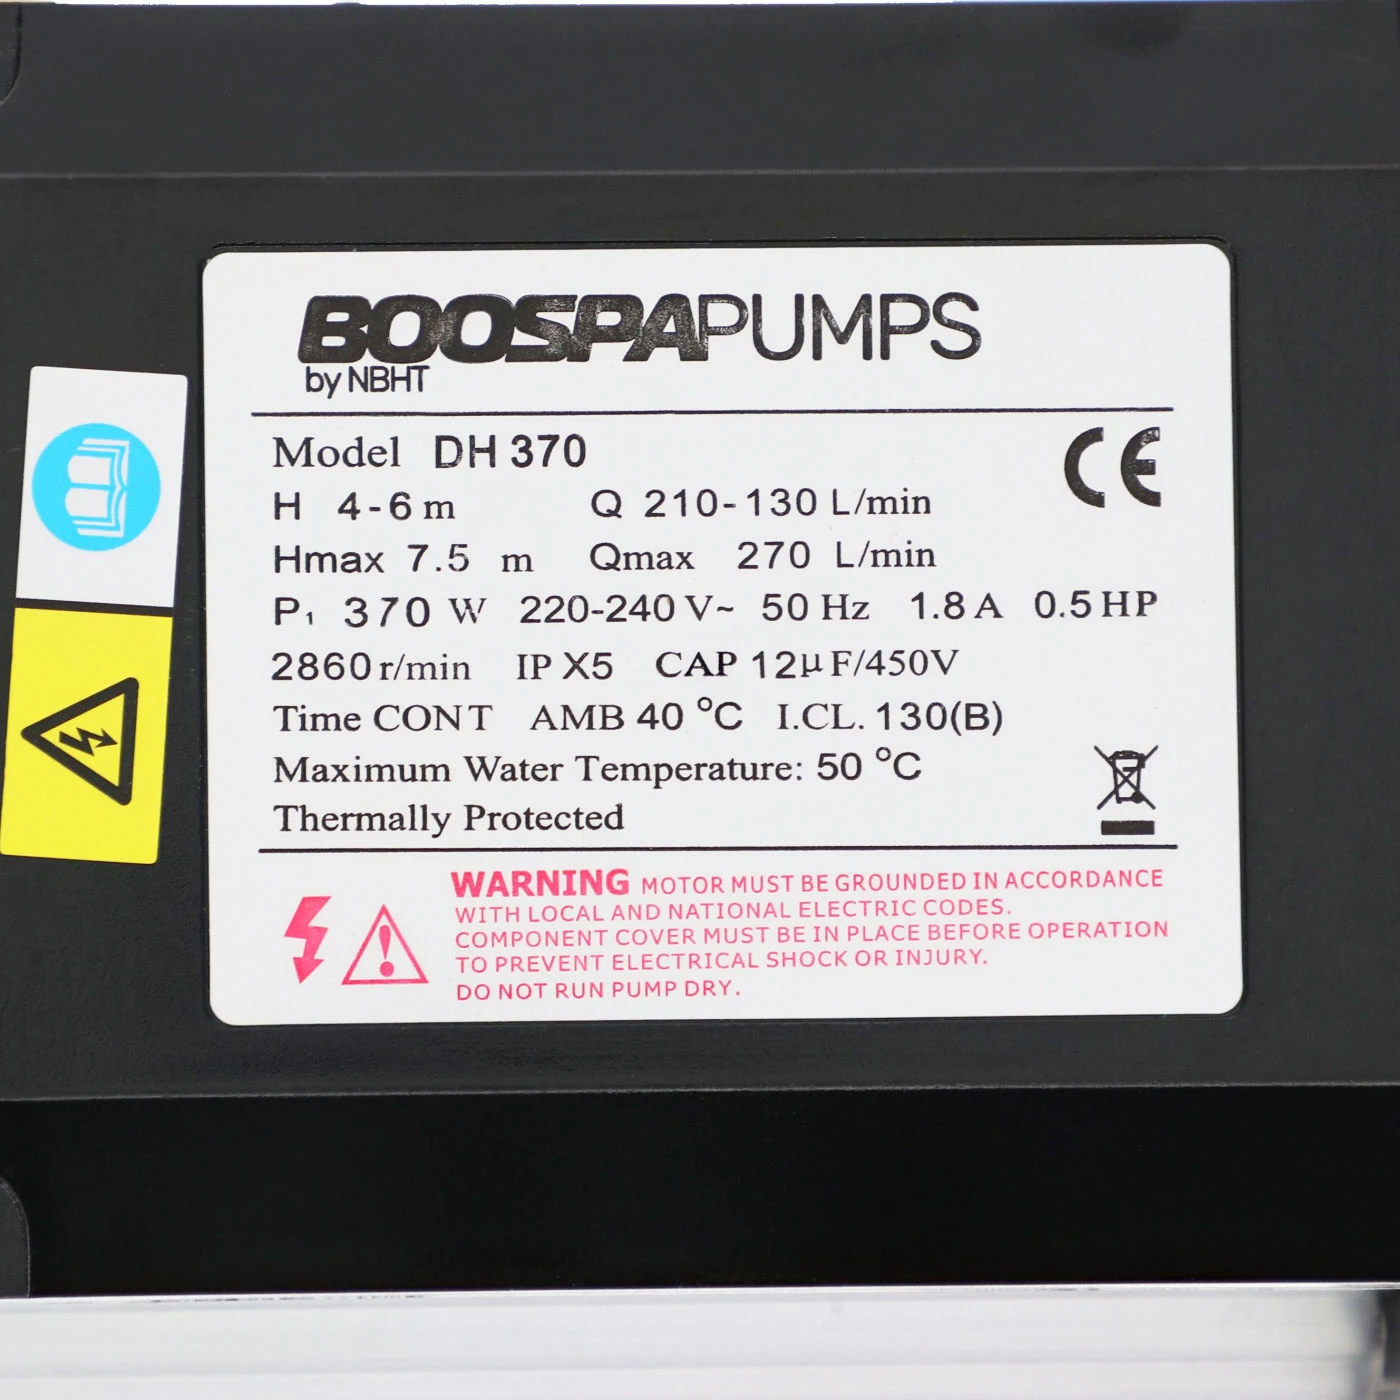 BOOSPAPUMPS
by NBHT
Model DH 370
H 4-6 m Q 210-130 L/min
Hmax 7.5 m Qmax 270 L/min
P₁ 370 W 220-240 V~ 50 Hz 1.8 A 0.5 HP
2860 r/min IP X5 CAP 12µF/450V
Time CONT AMB 40 °C I.CL. 130(B)
Maximum Water Temperature: 50 °C
Thermally Protected
CE
WARNING MOTOR MUST BE GROUNDED IN ACCORDANCE
WITH LOCAL AND NATIONAL ELECTRIC CODES.
COMPONENT COVER MUST BE IN PLACE BEFORE OPERATION
TO PREVENT ELECTRICAL SHOCK OR INJURY.
DO NOT RUN PUMP DRY.